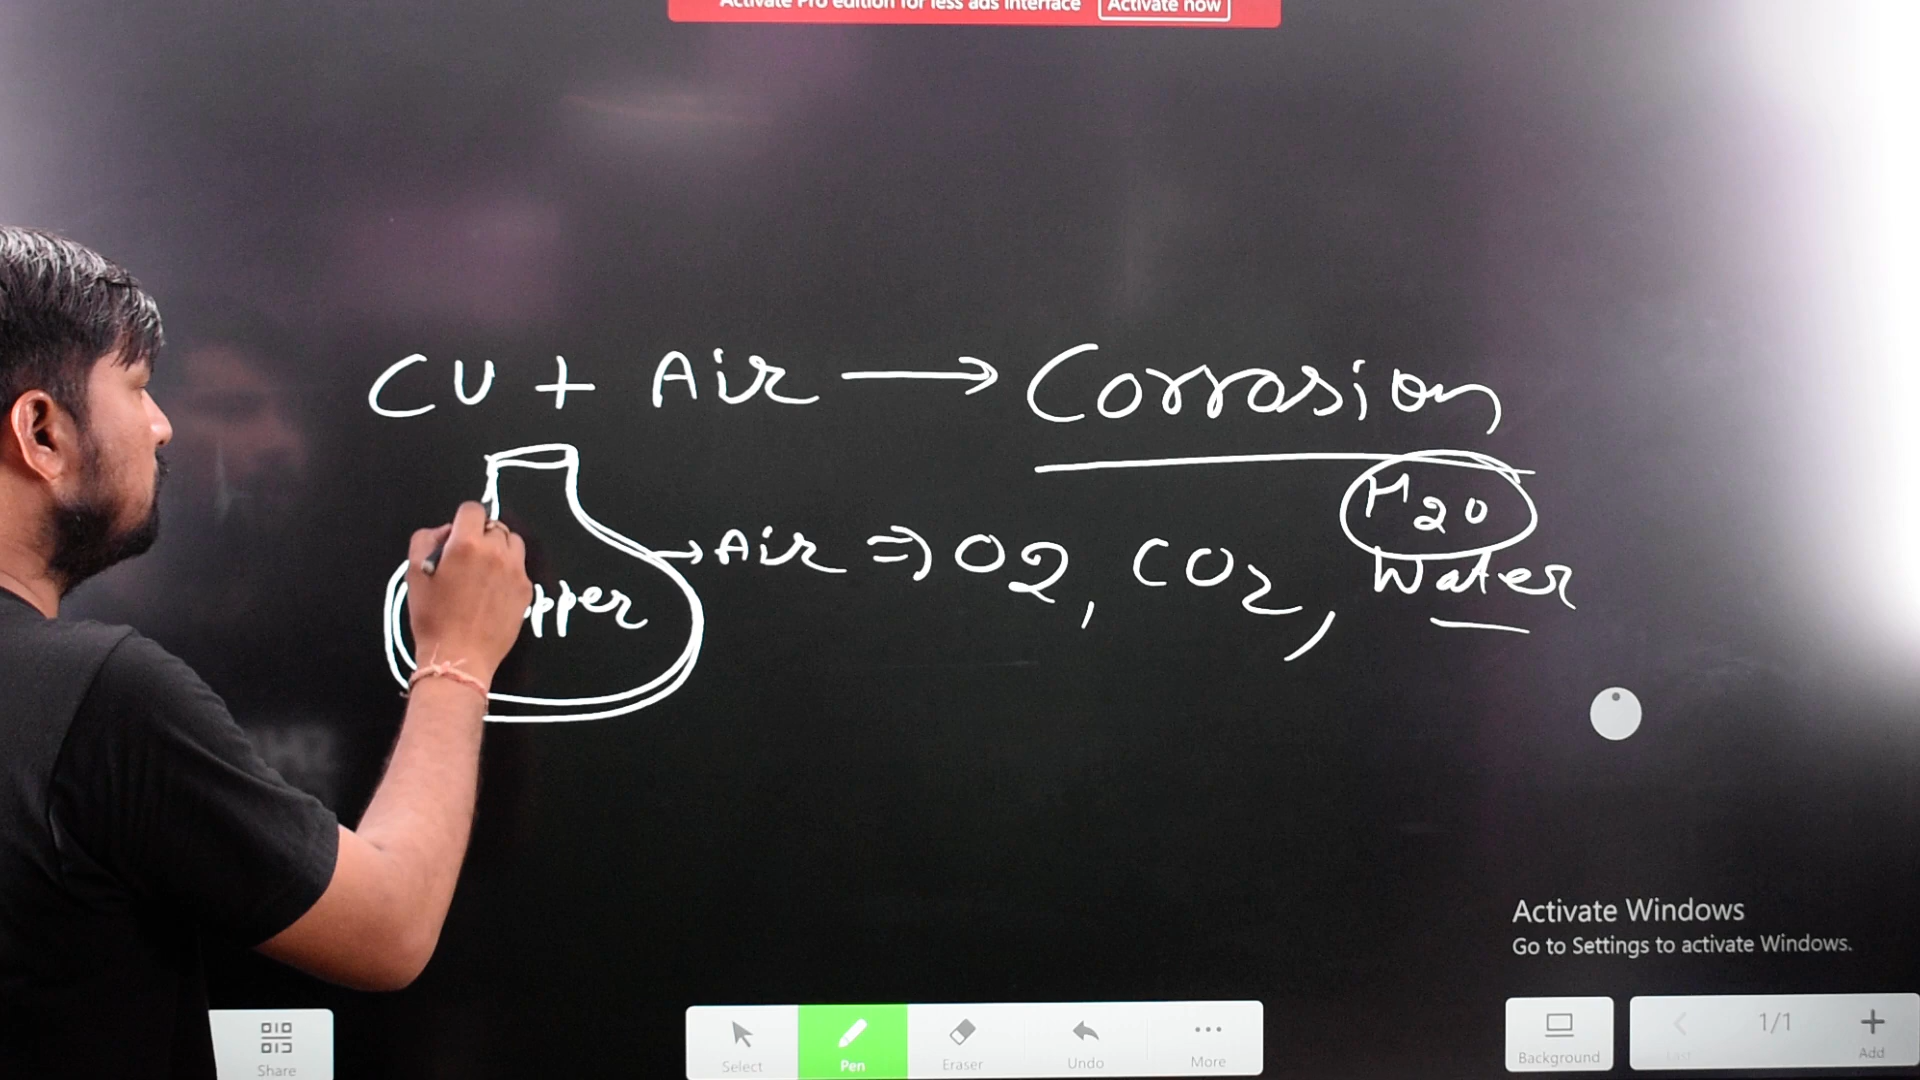 Activate Pro edition for less ads interface Activate now
CU + Air → Corrosion
H2O
→ Air ⇒ O2, CO2, Water
Activate Windows
Go to Settings to activate Windows.
Share
Select
Pen
Eraser
Undo
More
Background
Last
1/1
Add